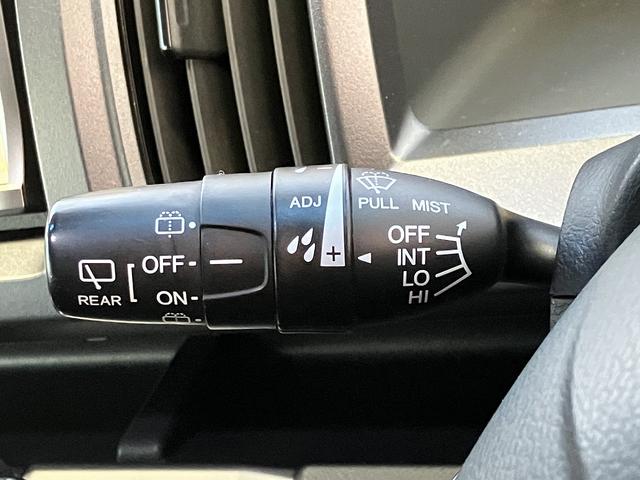 ADJ
PULL MIST
OFF
INT
LO
HI
+
OFF
REAR
ON